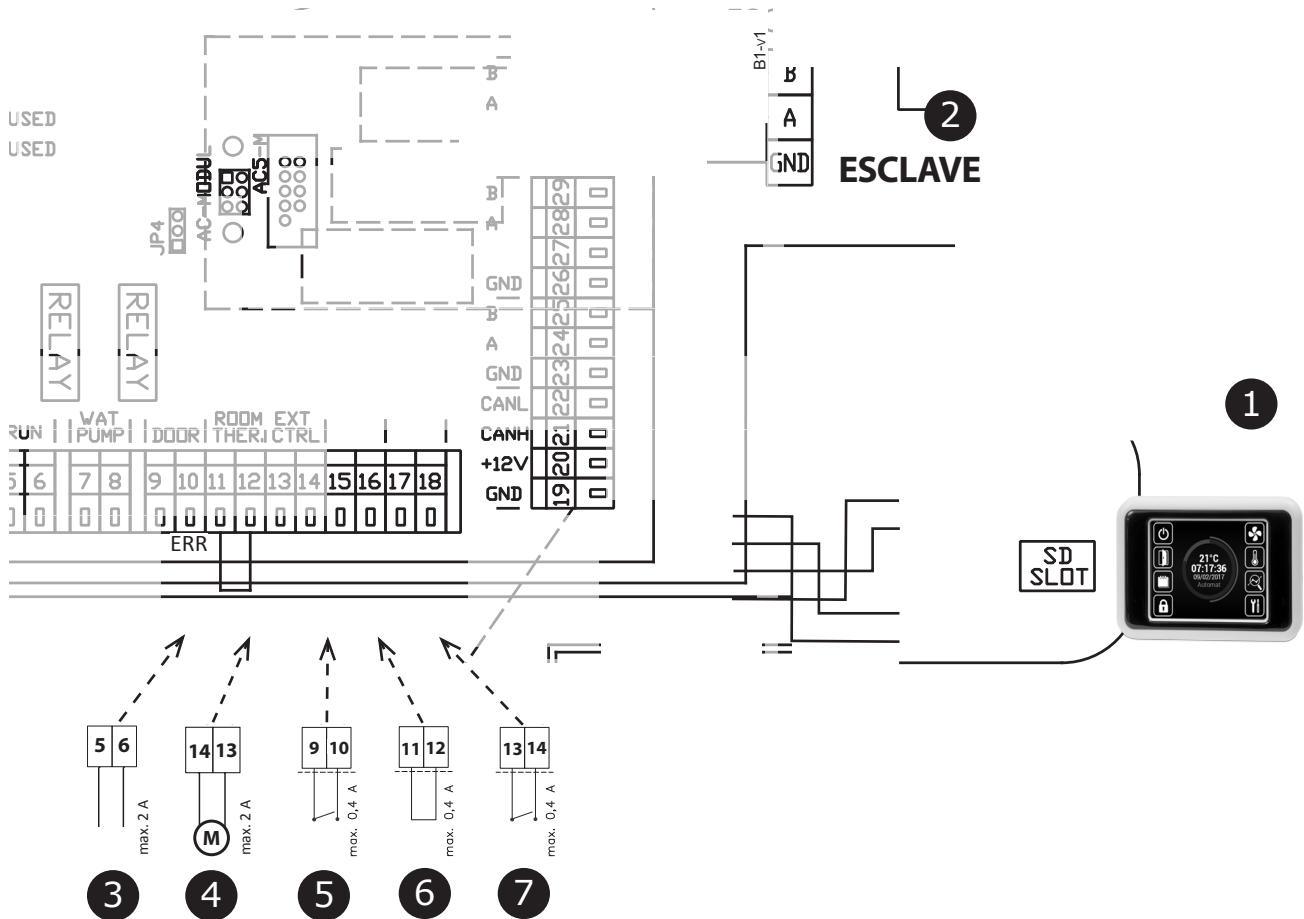 B1-v1
B
A
USED
USED
B
A
2
GND
ESCLAVE
AC-MODUL
AC5-M
JP4
B
A
GND
B
A
GND
CANL
CANH
+12V
GND
29
28
27
26
25
24
23
22
21
20
19
RELAY
RELAY
1
WAT
PUMP
DOOR
ROOM
THER.
EXT
CTRL
6
7
8
9
10
11
12
13
14
15
16
17
18
ERR
SD
SLOT
21°C
07:17:36
09/02/2017
Automat
5 6
14 13
9 10
11 12
13 14
max. 2 A
max. 2 A
max. 0,4 A
max. 0,4 A
max. 0,4 A
M
3
4
5
6
7